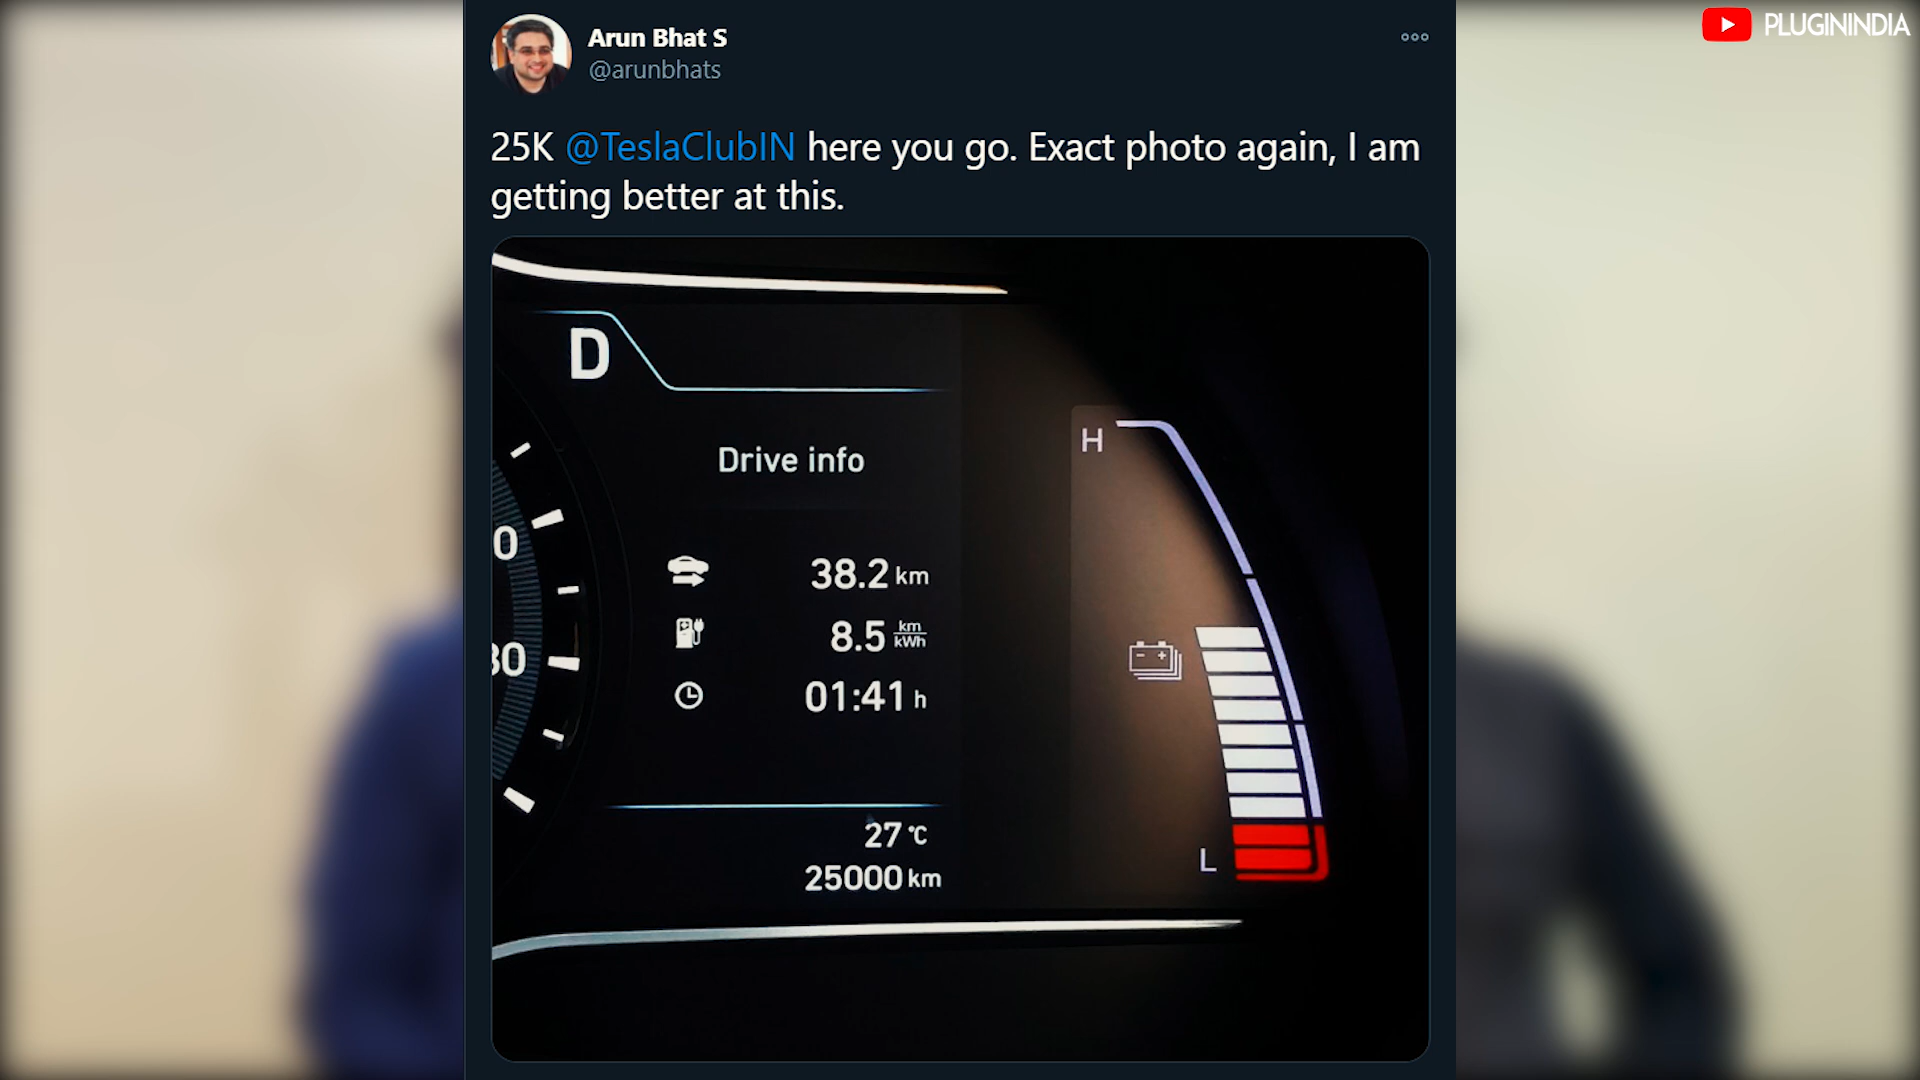 PLUGININDIA
Arun Bhat S
@arunbhats
25K @TeslaClubIN here you go. Exact photo again, I am
getting better at this.
D
H
Drive info
0
38.2 km
8.5 km/kWh
30
01:41 h
27 °C
L
25000 km